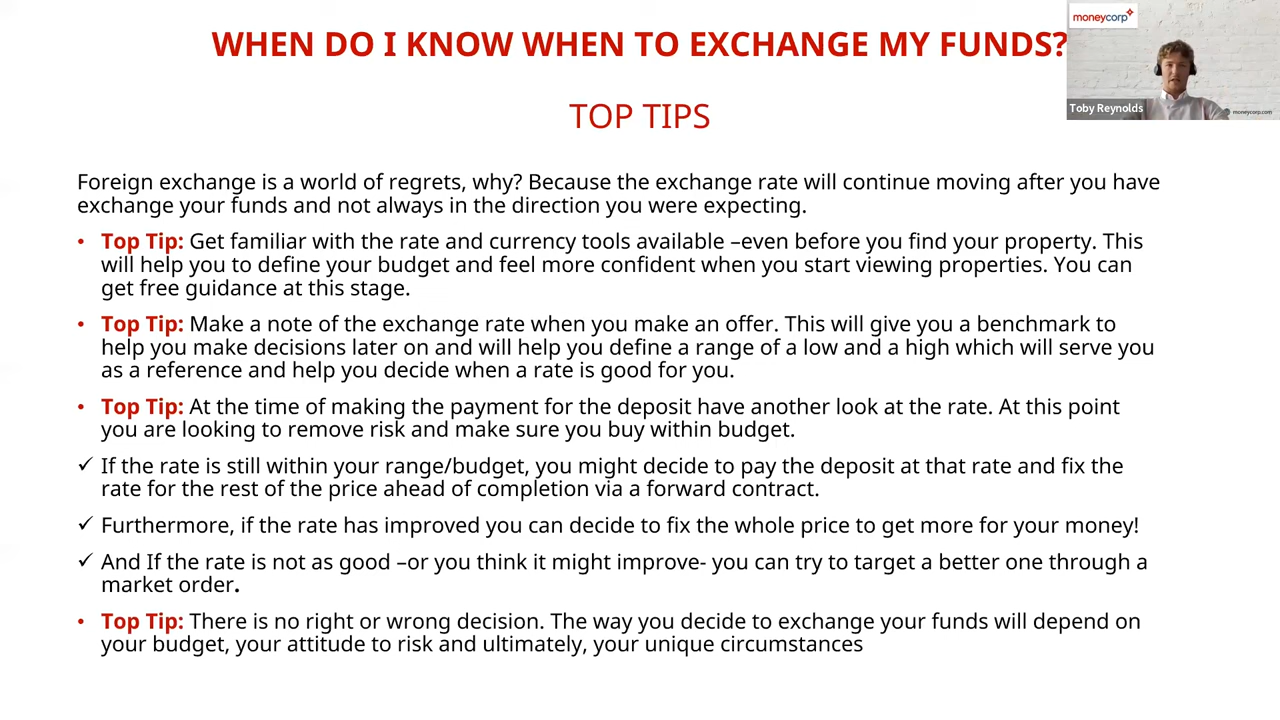 WHEN DO I KNOW WHEN TO EXCHANGE MY FUNDS?
moneycorp
Toby Reynolds
moneycorp.com
TOP TIPS
Foreign exchange is a world of regrets, why? Because the exchange rate will continue moving after you have
exchange your funds and not always in the direction you were expecting.
• Top Tip: Get familiar with the rate and currency tools available –even before you find your property. This
will help you to define your budget and feel more confident when you start viewing properties. You can
get free guidance at this stage.
• Top Tip: Make a note of the exchange rate when you make an offer. This will give you a benchmark to
help you make decisions later on and will help you define a range of a low and a high which will serve you
as a reference and help you decide when a rate is good for you.
• Top Tip: At the time of making the payment for the deposit have another look at the rate. At this point
you are looking to remove risk and make sure you buy within budget.
✓ If the rate is still within your range/budget, you might decide to pay the deposit at that rate and fix the
rate for the rest of the price ahead of completion via a forward contract.
✓ Furthermore, if the rate has improved you can decide to fix the whole price to get more for your money!
✓ And If the rate is not as good –or you think it might improve- you can try to target a better one through a
market order.
• Top Tip: There is no right or wrong decision. The way you decide to exchange your funds will depend on
your budget, your attitude to risk and ultimately, your unique circumstances